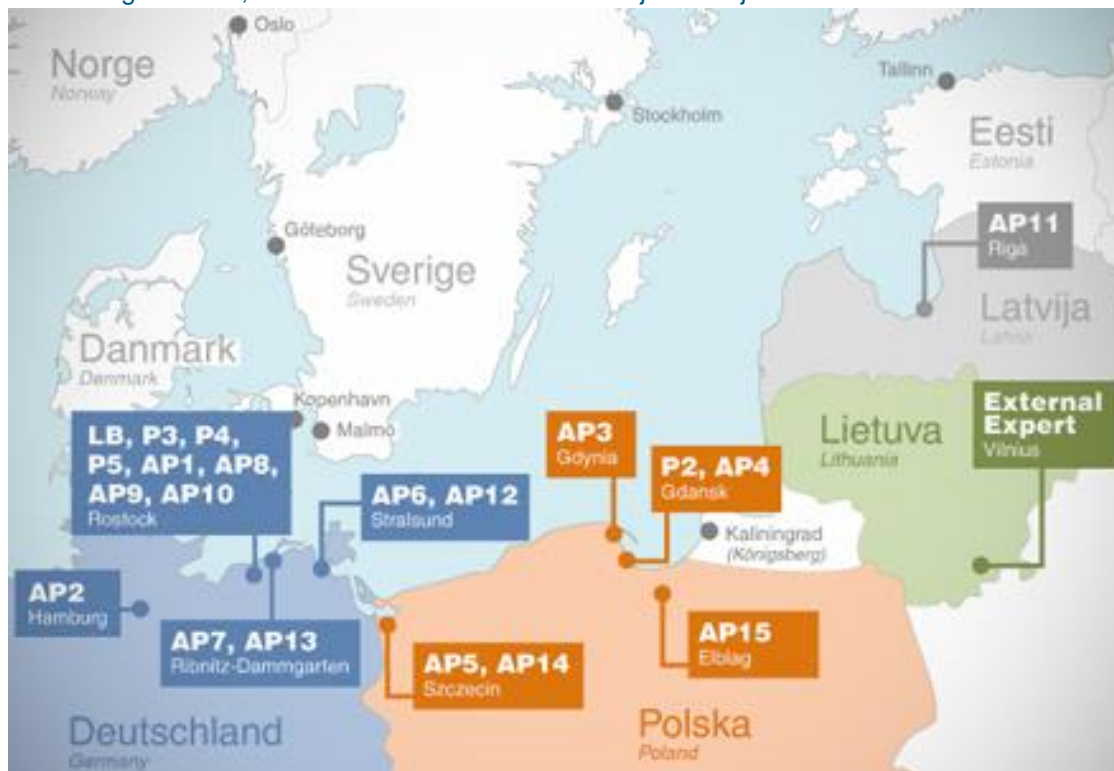 Oslo
Norge
Norway
Tallinn
Stockholm
Eesti
Estonia
AP11
Riga
Göteborg
Sverige
Sweden
Latvija
Latvia
Danmark
Denmark
Kopenhavn
Malmö
LB, P3, P4,
P5, AP1, AP8,
AP9, AP10
Rostock
AP3
Gdynia
P2, AP4
Gdansk
Lietuva
Lithuania
External
Expert
Vilnius
AP6, AP12
Stralsund
Kaliningrad
(Königsberg)
AP2
Hamburg
AP7, AP13
Ribnitz-Dammgarten
AP5, AP14
Szczecin
AP15
Elblag
Deutschland
Germany
Polska
Poland